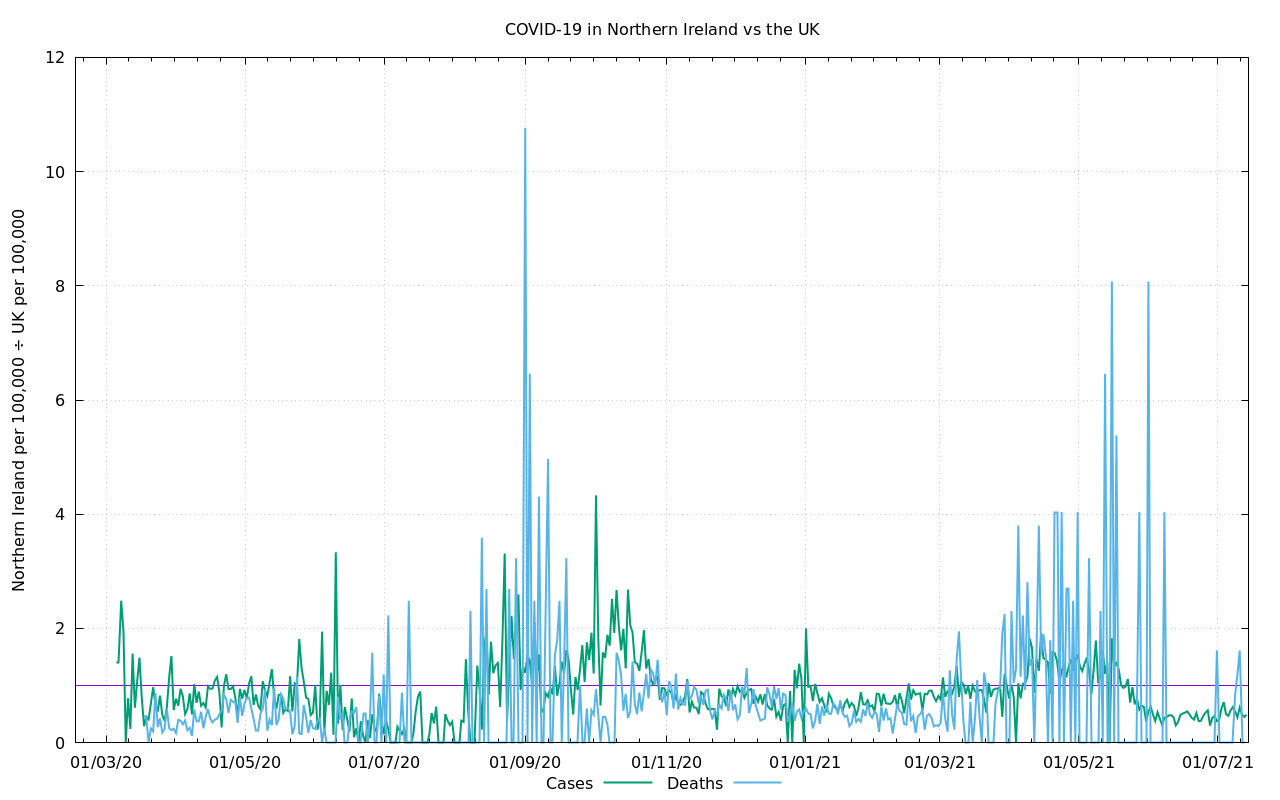 COVID-19 in Northern Ireland vs the UK
Northern Ireland per 100,000 ÷ UK per 100,000
12
10
8
6
4
2
0
01/03/20 01/05/20 01/07/20 01/09/20 01/11/20 01/01/21 01/03/21 01/05/21 01/07/21
Cases Deaths